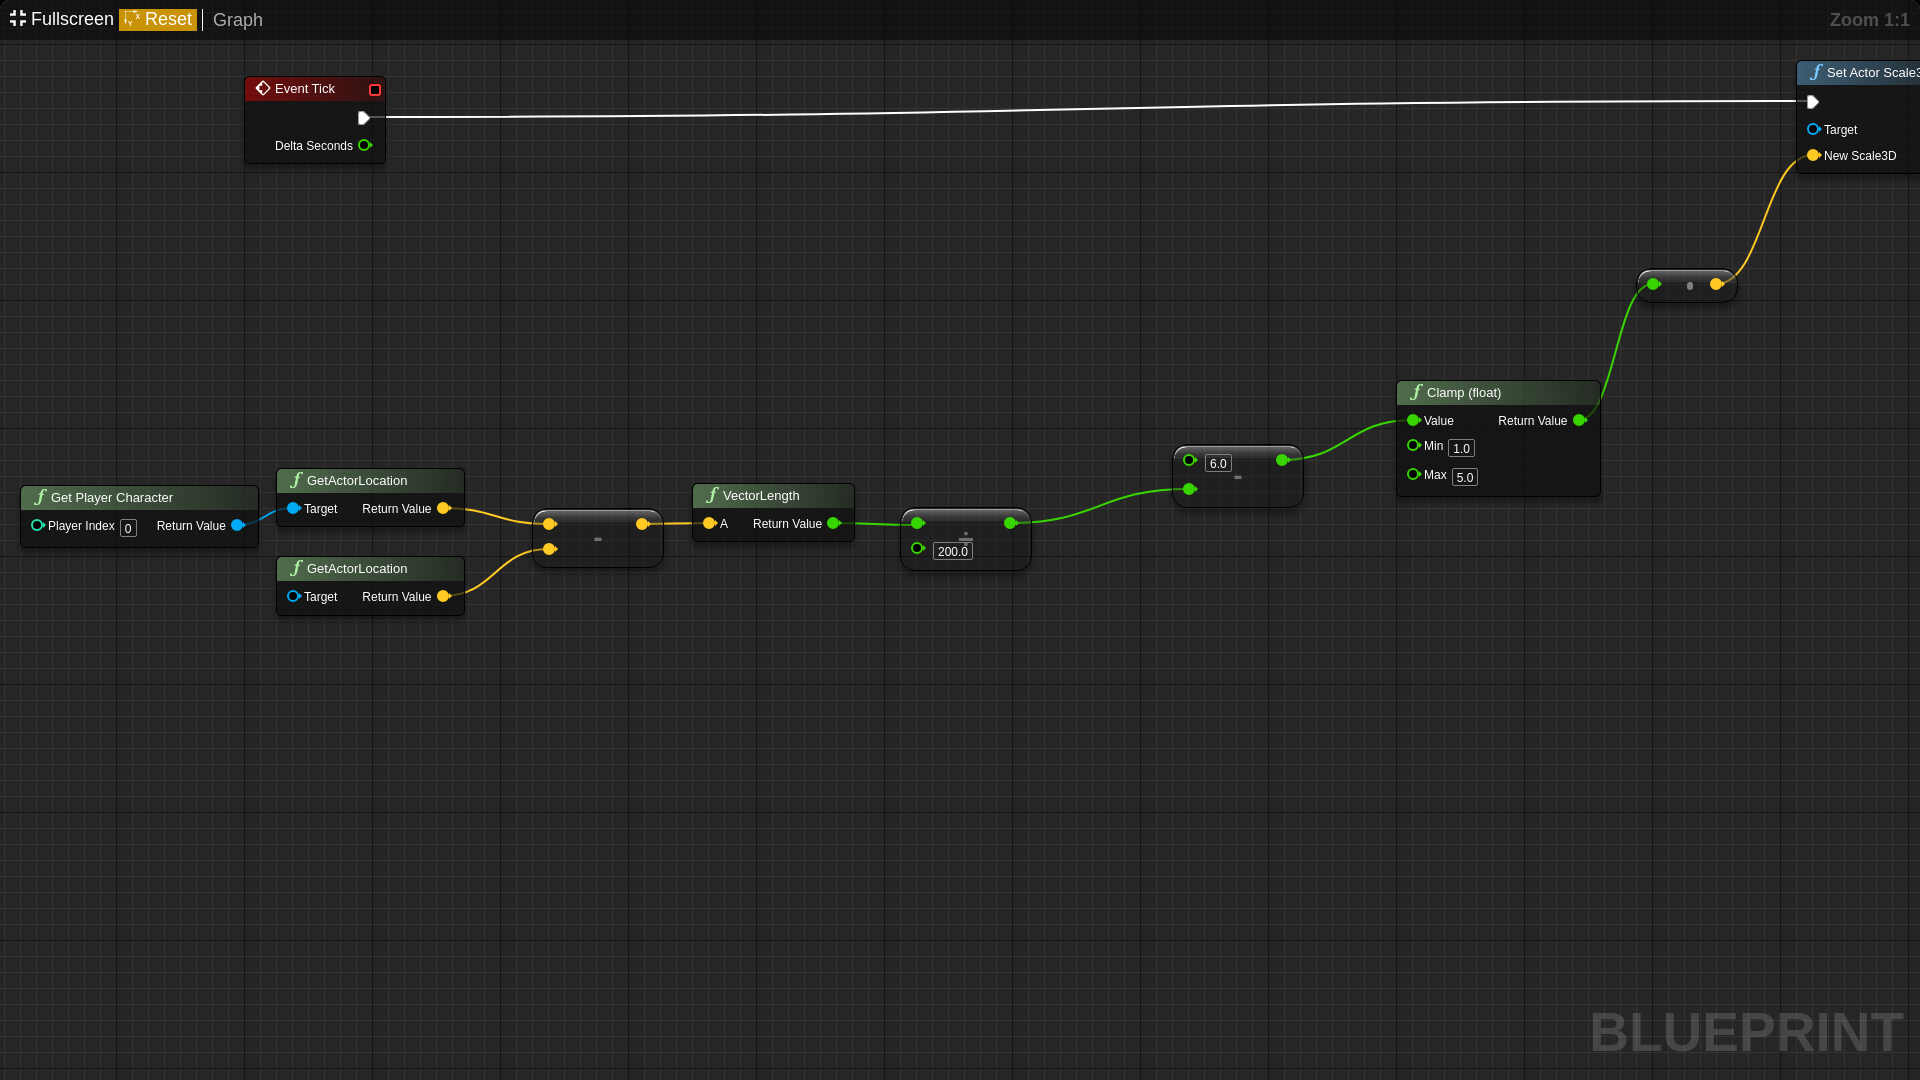 Fullscreen Reset Graph Zoom 1:1
Event Tick
Delta Seconds
Set Actor Scale3
Target
New Scale3D
Clamp (float)
Value Return Value
Min 1.0
Max 5.0
6.0
-
Get Player Character
Player Index 0 Return Value
GetActorLocation
Target Return Value
GetActorLocation
Target Return Value
-
VectorLength
A Return Value
÷
200.0
BLUEPRINT